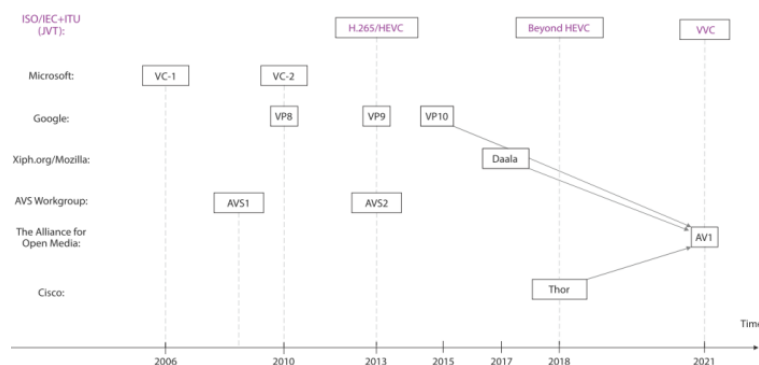 ISO/IEC+ITU
(JVT):
H.265/HEVC
Beyond HEVC
VVC
Microsoft:
VC-1
VC-2
Google:
VP8
VP9
VP10
Xiph.org/Mozilla:
Daala
AVS Workgroup:
AVS1
AVS2
The Alliance for
Open Media:
AV1
Cisco:
Thor
Time
2006
2010
2013
2015
2017
2018
2021